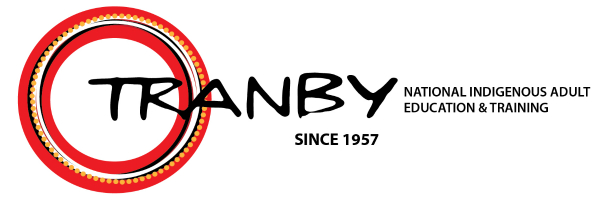 TRANBY
NATIONAL INDIGENOUS ADULT
EDUCATION & TRAINING
SINCE 1957